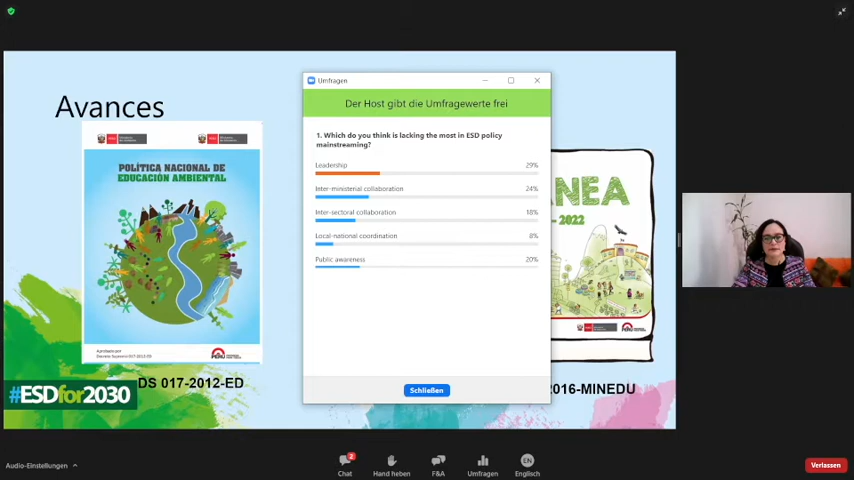 Avances
POLÍTICA NACIONAL DE
EDUCACIÓN AMBIENTAL
PERÚ
DS 017-2012-ED
#ESDfor2030
Umfragen
Der Host gibt die Umfragewerte frei
1. Which do you think is lacking the most in ESD policy
mainstreaming?
Leadership 29%
Inter-ministerial collaboration 24%
Inter-sectoral collaboration 18%
Local-national coordination 8%
Public awareness 20%
Schließen
ANEA
- 2022
2016-MINEDU
Audio-Einstellungen
2
Chat
Hand heben
F&A
Umfragen
EN
Englisch
Verlassen